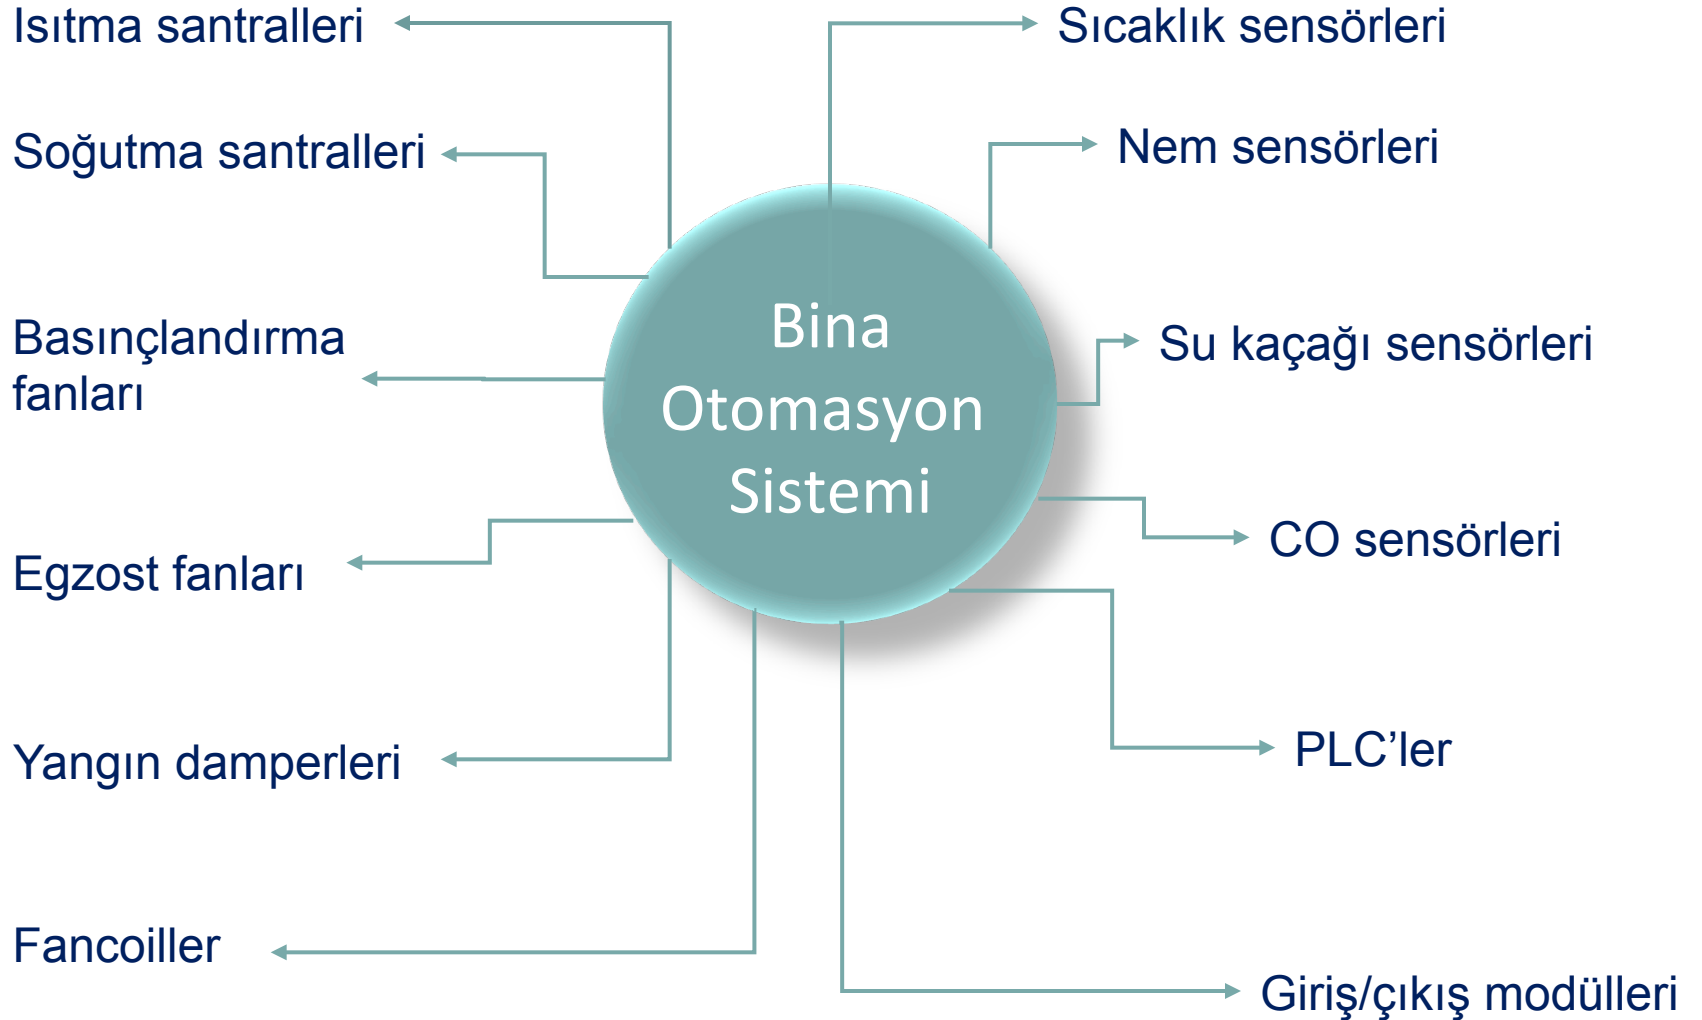 Isıtma santralleri
Soğutma santralleri
Basınçlandırma
fanları
Egzost fanları
Yangın damperleri
Fancoiller
Bina
Otomasyon
Sistemi
Sıcaklık sensörleri
Nem sensörleri
Su kaçağı sensörleri
CO sensörleri
PLC’ler
Giriş/çıkış modülleri